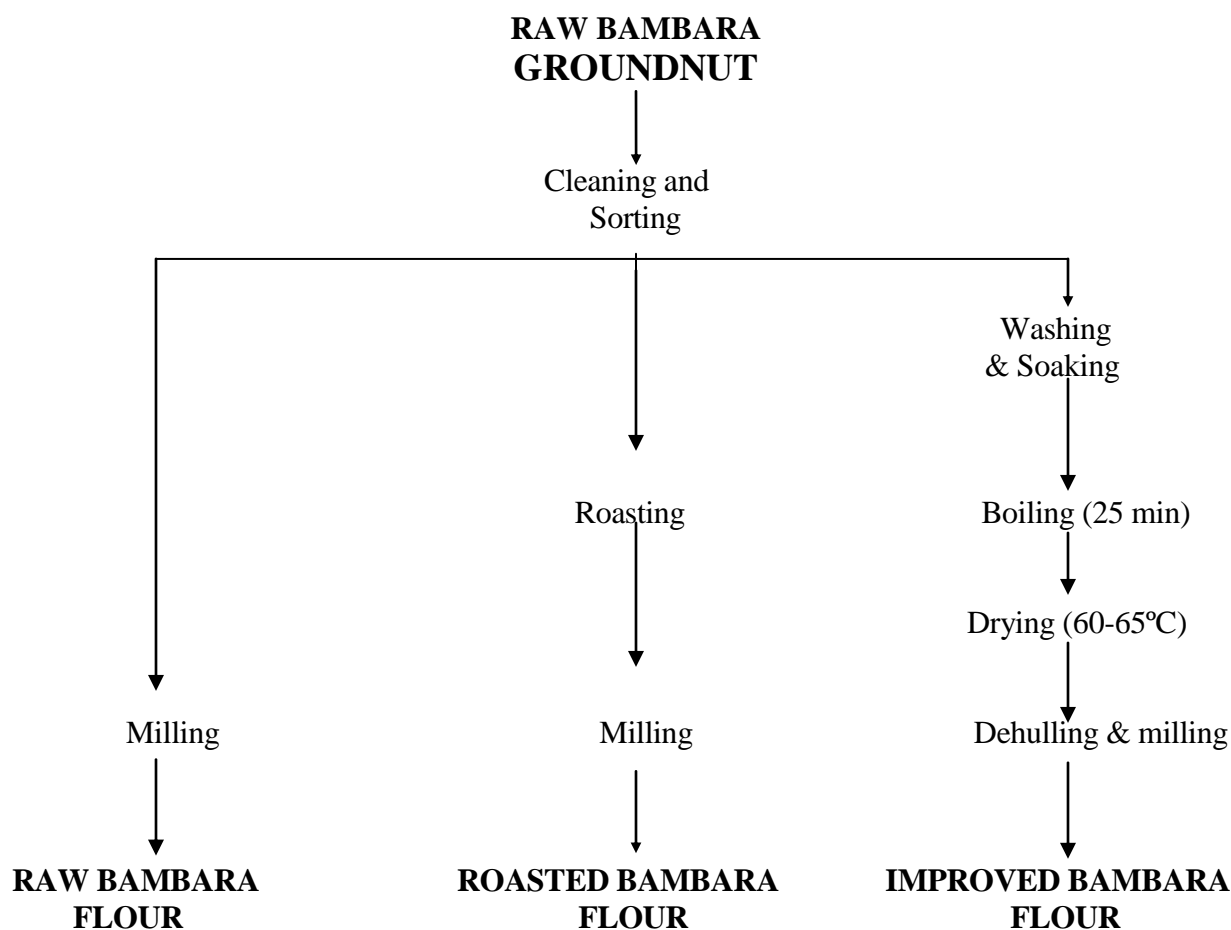 RAW BAMBARA
GROUNDNUT
Cleaning and
Sorting
Washing
& Soaking
Roasting
Boiling (25 min)
Drying (60-65ºC)
Milling
Milling
Dehulling & milling
RAW BAMBARA
FLOUR
ROASTED BAMBARA
FLOUR
IMPROVED BAMBARA
FLOUR